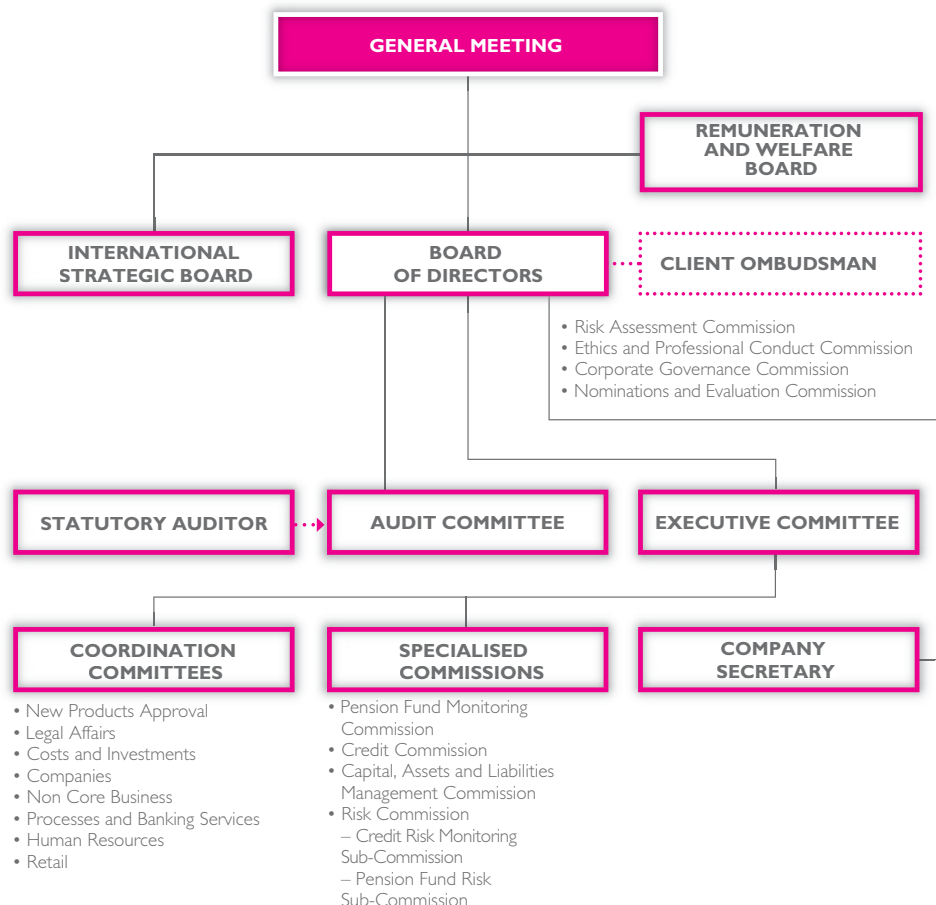 GENERAL MEETING
REMUNERATION
AND WELFARE
BOARD
INTERNATIONAL
STRATEGIC BOARD
BOARD
OF DIRECTORS
CLIENT OMBUDSMAN
• Risk Assessment Commission
• Ethics and Professional Conduct Commission
• Corporate Governance Commission
• Nominations and Evaluation Commission
STATUTORY AUDITOR
AUDIT COMMITTEE
EXECUTIVE COMMITTEE
COORDINATION
COMMITTEES
• New Products Approval
• Legal Affairs
• Costs and Investments
• Companies
• Non Core Business
• Processes and Banking Services
• Human Resources
• Retail
SPECIALISED
COMMISSIONS
• Pension Fund Monitoring
Commission
• Credit Commission
• Capital, Assets and Liabilities
Management Commission
• Risk Commission
– Credit Risk Monitoring
Sub-Commission
– Pension Fund Risk
Sub-Commission
COMPANY
SECRETARY